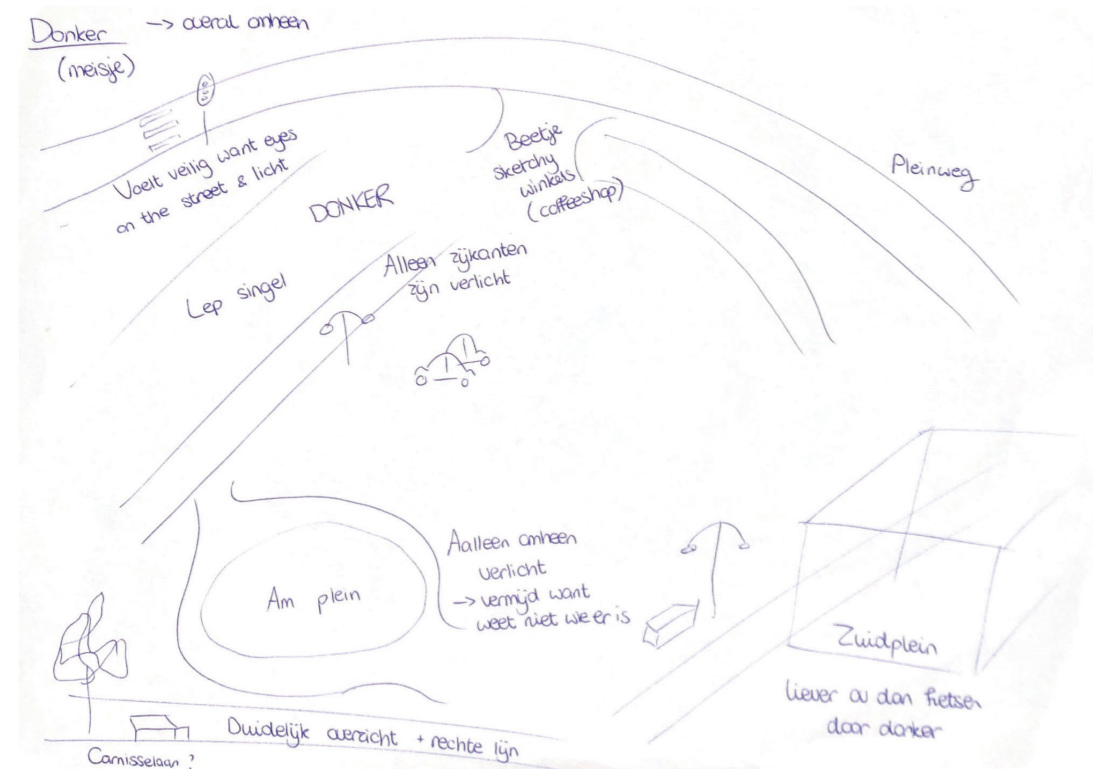 Donker → overal omheen
(meisje)
Voelt veilig want eyes
on the street & licht
DONKER
Beetje
sketchy
winkels
(coffeeshop)
Pleinweg
Lep singel
Alleen zijkanten
zijn verlicht
Am plein
Aalleen omheen
verlicht
→ vermijd want
weet niet wie er is
Zuidplein
liever ov dan fietsen
door donker
Duidelijk overzicht + rechte lijn
Carnisselaan ?